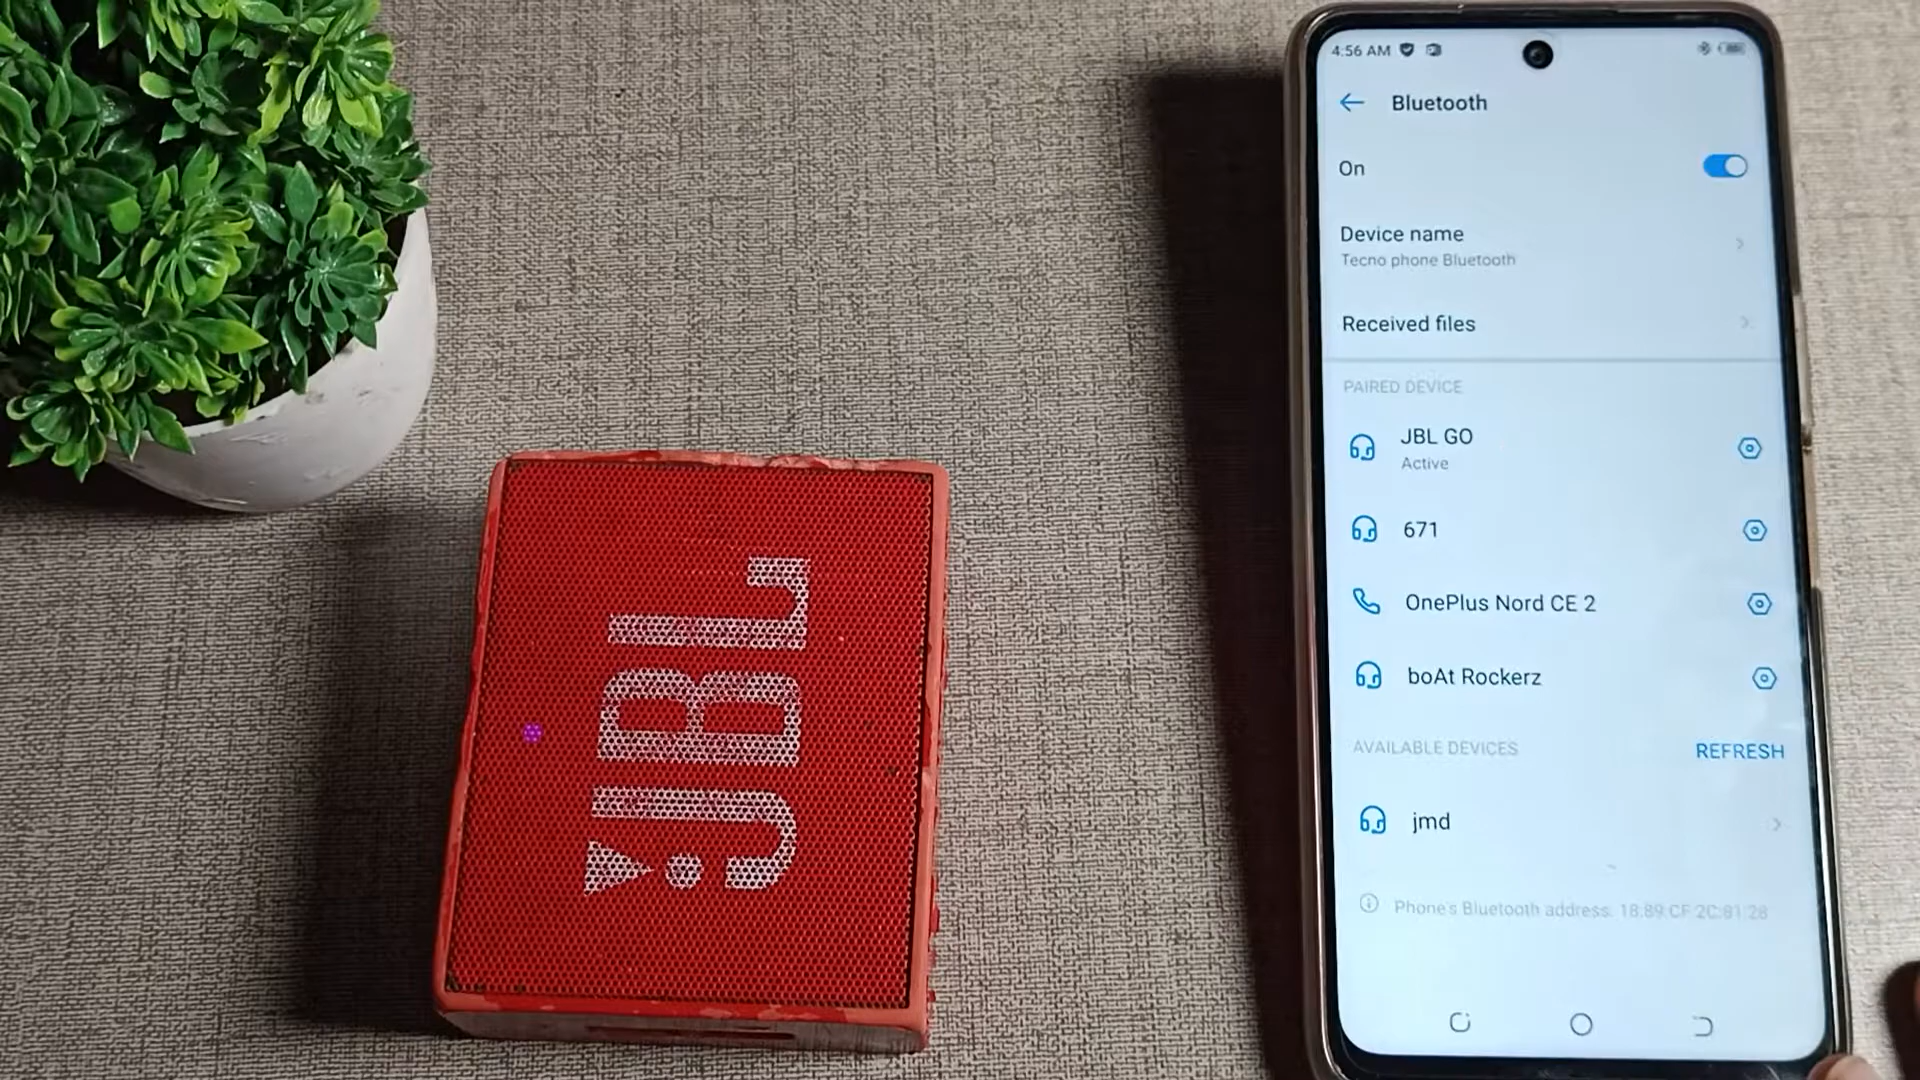 JBL
4:56 AM
Bluetooth
On
Device name
Tecno phone Bluetooth
Received files
PAIRED DEVICE
JBL GO
Active
671
OnePlus Nord CE 2
boAt Rockerz
AVAILABLE DEVICES REFRESH
jmd
Phone's Bluetooth address: 18:89:CF:2C:81:28